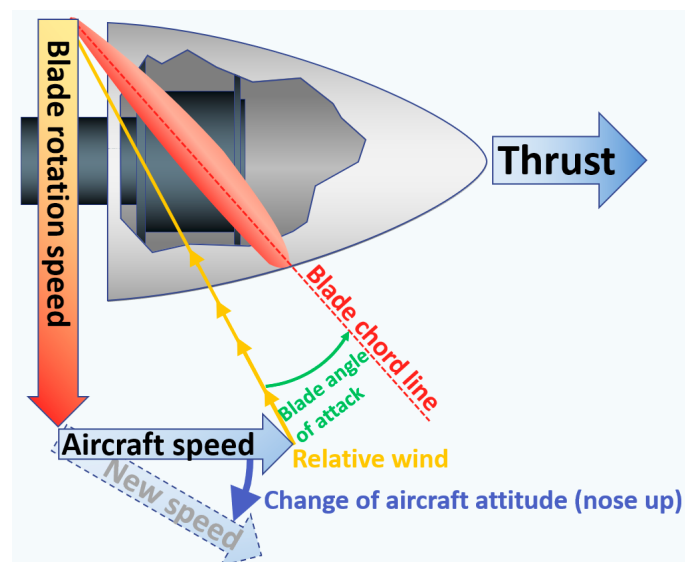 Blade rotation speed
Thrust
Blade chord line
Blade angle
of attack
Aircraft speed
Relative wind
New speed
Change of aircraft attitude (nose up)